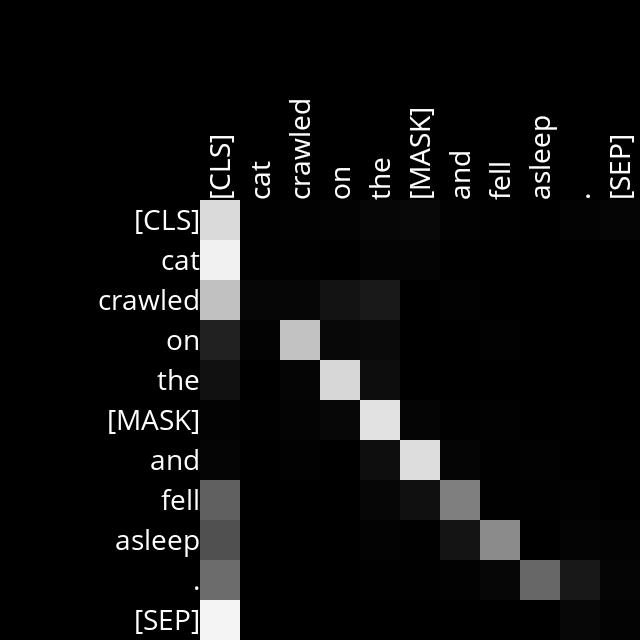 [CLS]
cat
crawled
on
the
[MASK]
and
fell
asleep
.
[SEP]
[CLS]
cat
crawled
on
the
[MASK]
and
fell
asleep
.
[SEP]